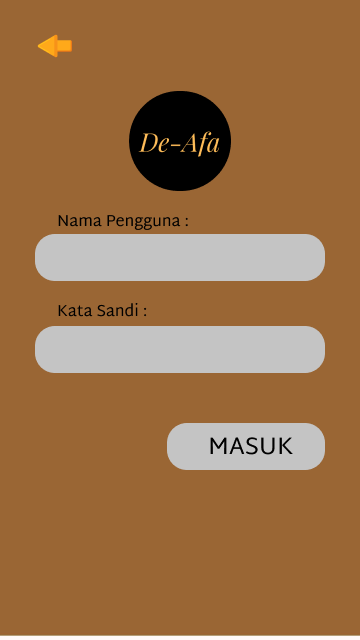 De-Afa
Nama Pengguna :
Kata Sandi :
MASUK